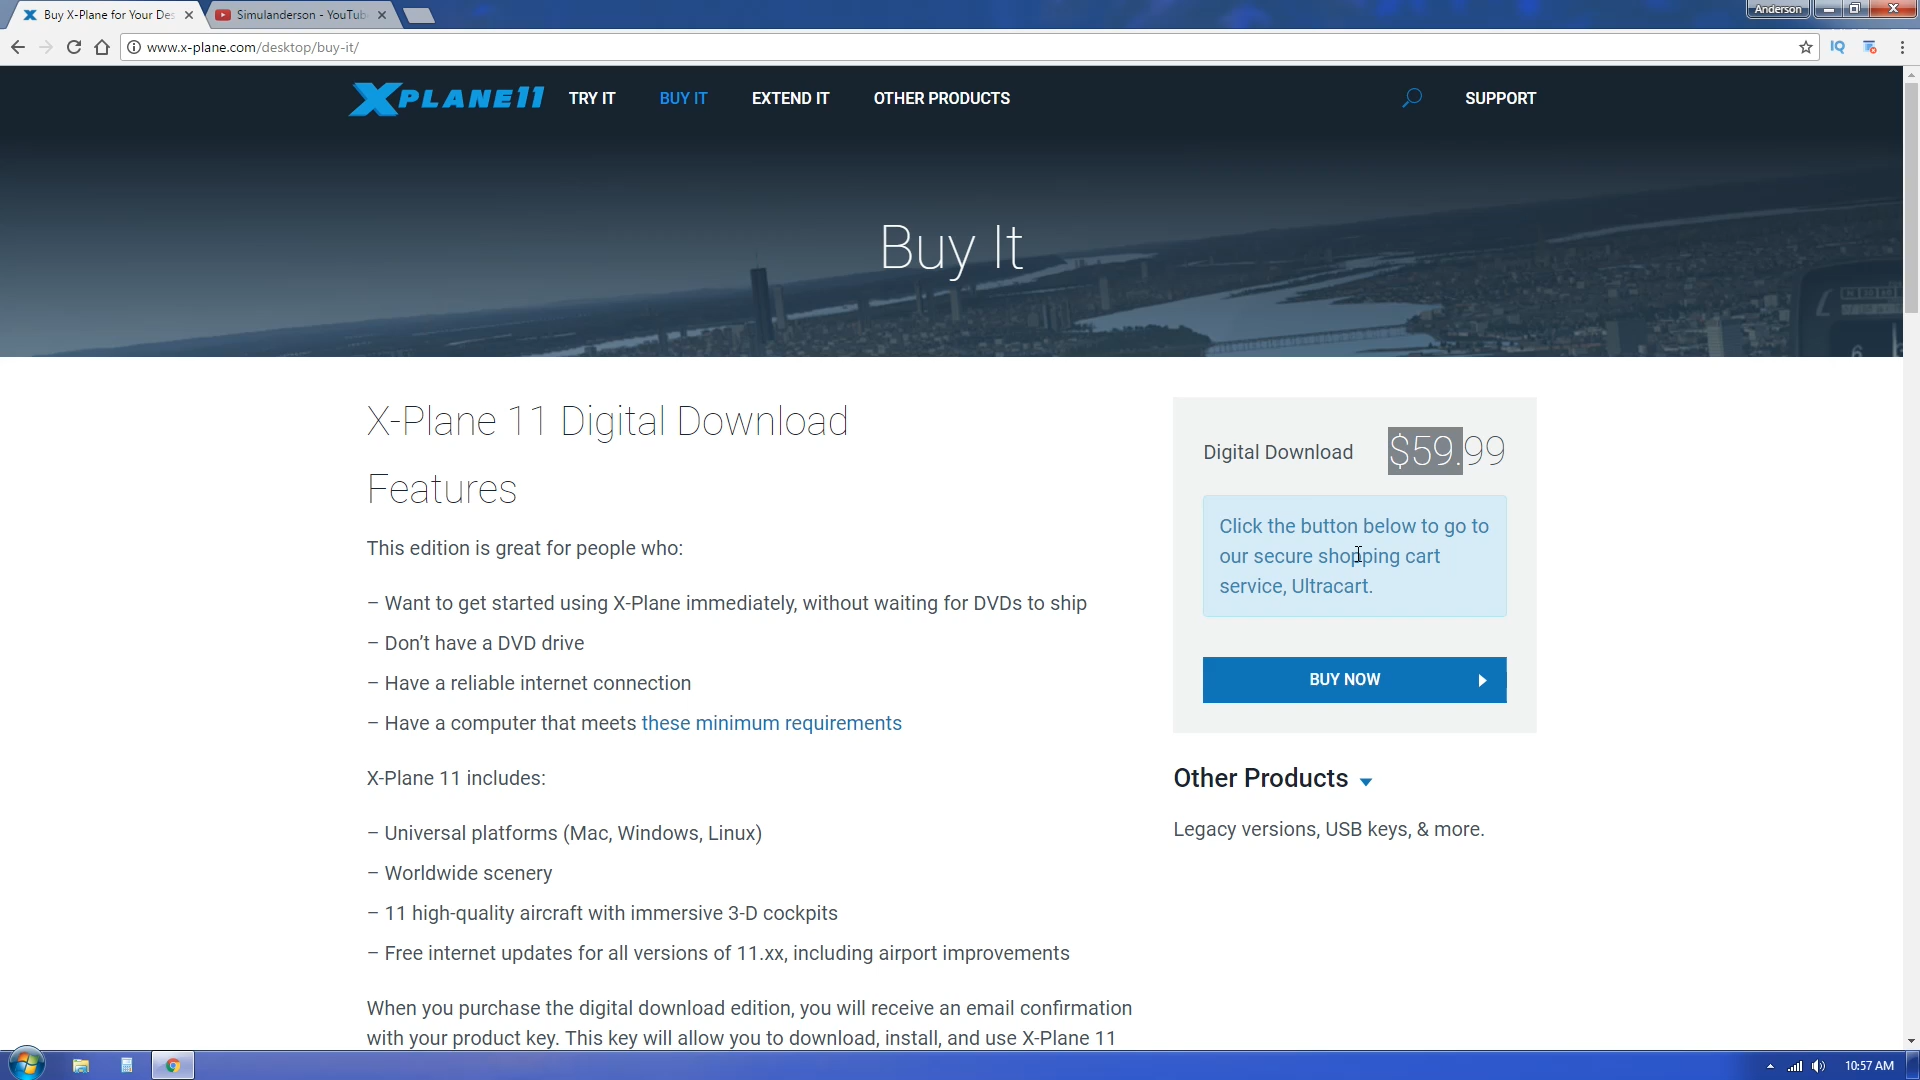 Buy X-Plane for Your Des
Simulanderson - YouTub
Anderson
www.x-plane.com/desktop/buy-it/
IQ
XPLANE11
TRY IT
BUY IT
EXTEND IT
OTHER PRODUCTS
SUPPORT
Buy It
X-Plane 11 Digital Download
Features
This edition is great for people who:
– Want to get started using X-Plane immediately, without waiting for DVDs to ship
– Don’t have a DVD drive
– Have a reliable internet connection
– Have a computer that meets these minimum requirements
X-Plane 11 includes:
– Universal platforms (Mac, Windows, Linux)
– Worldwide scenery
– 11 high-quality aircraft with immersive 3-D cockpits
– Free internet updates for all versions of 11.xx, including airport improvements
When you purchase the digital download edition, you will receive an email confirmation
with your product key. This key will allow you to download, install, and use X-Plane 11
Digital Download $59.99
Click the button below to go to
our secure shopping cart
service, Ultracart.
BUY NOW
Other Products
Legacy versions, USB keys, & more.
10:57 AM